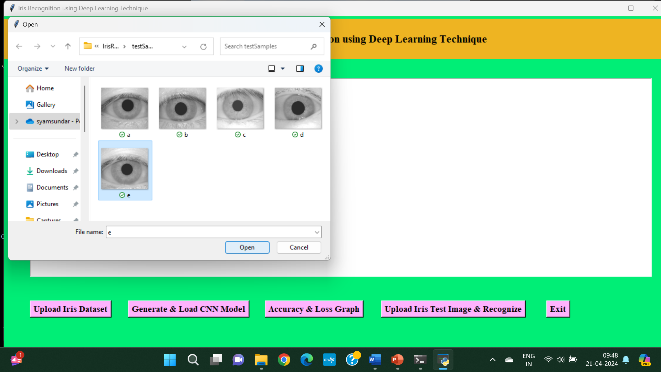 Iris Recognition using Deep Learning Technique
Open
on using Deep Learning Technique
« IrisR... > testSa...
Search testSamples
Organize
New folder
Home
Gallery
syamsundar - P
Desktop
Downloads
Documents
Pictures
Captures
a
b
c
d
e
File name: e
Open
Cancel
Upload Iris Dataset
Generate & Load CNN Model
Accuracy & Loss Graph
Upload Iris Test Image & Recognize
Exit
1
ENG
IN
09:48
21-04-2024